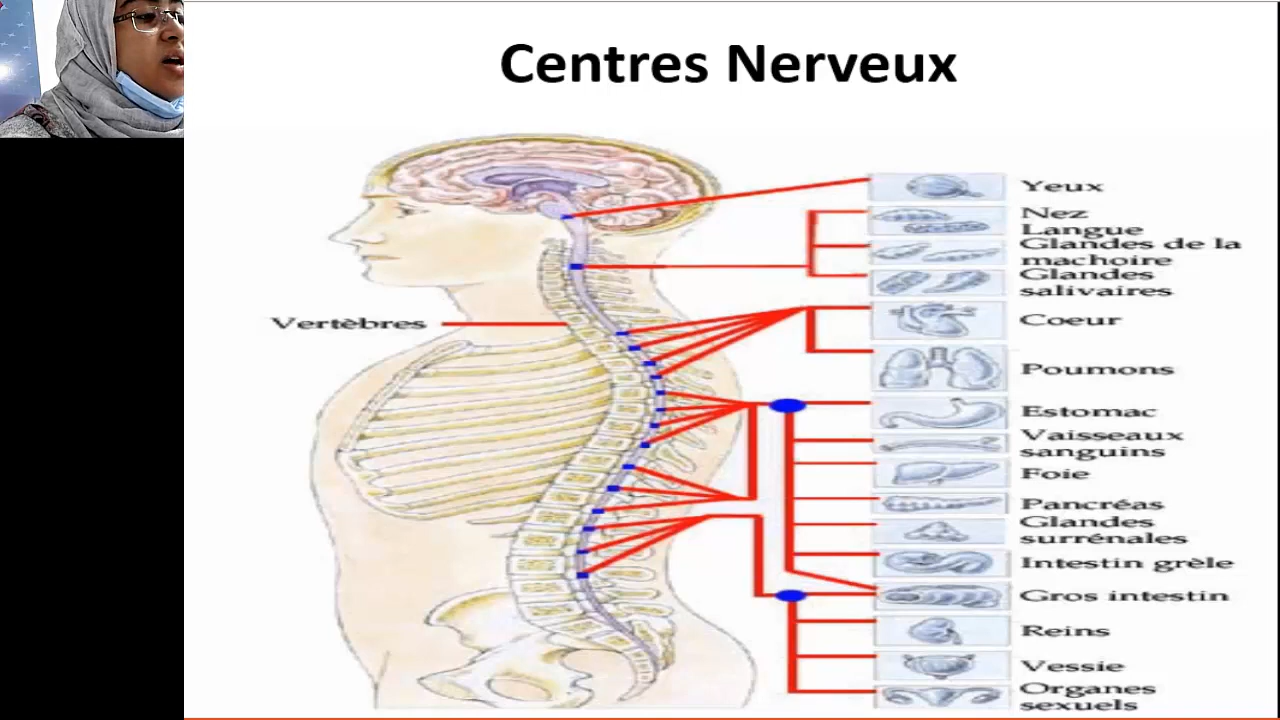 Centres Nerveux
Yeux
Nez
Langue
Glandes de la
machoire
Glandes
salivaires
Vertèbres
Coeur
Poumons
Estomac
Vaisseaux
sanguins
Foie
Pancréas
Glandes
surrénales
Intestin grèle
Gros intestin
Reins
Vessie
Organes
sexuels